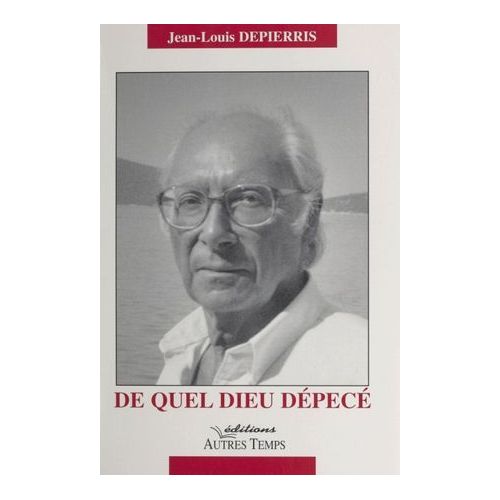 Jean-Louis DEPIERRIS
DE QUEL DIEU DÉPECÉ
éditions
AUTRES TEMPS